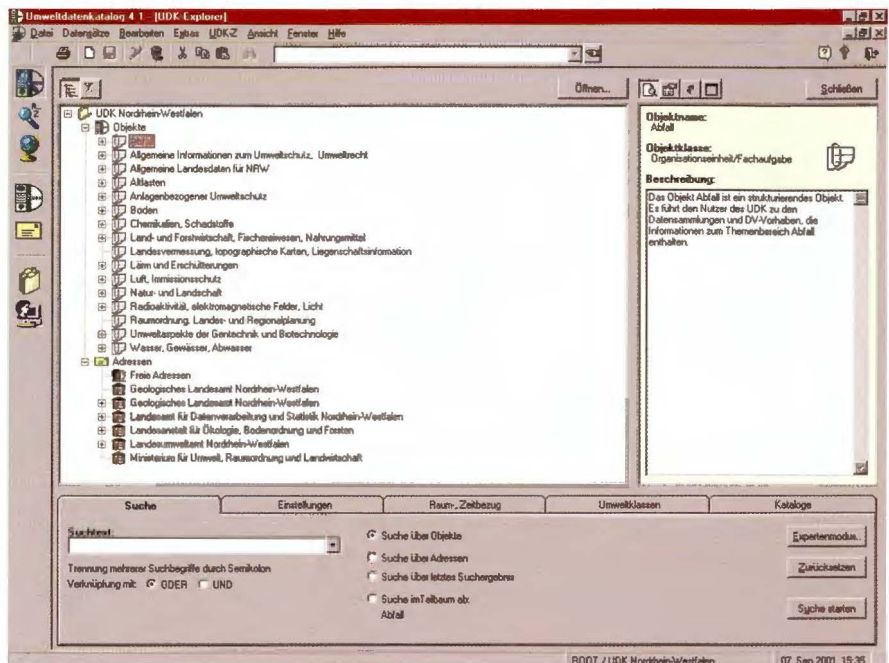 Umweltdatenkatalog 4.1 - [UDK-Explorer]
Datei Datensätze Bearbeiten Extras UDK-Z Ansicht Fenster Hilfe
Öffnen... Schließen
UDK Nordrhein-Westfalen
Objekte
Allgemeine Informationen zum Umweltschutz, Umweltrecht
Allgemeine Landesdaten für NRW
Altlasten
Anlagenbezogener Umweltschutz
Boden
Chemikalien, Schadstoffe
Land- und Forstwirtschaft, Fischereiwesen, Nahrungsmittel
Landesvermessung, topographische Karten, Liegenschaftsinformation
Lärm und Erschütterungen
Luft, Immissionsschutz
Natur- und Landschaft
Radioaktivität, elektromagnetische Felder, Licht
Raumordnung, Landes- und Regionalplanung
Umweltaspekte der Gentechnik und Biotechnologie
Wasser, Gewässer, Abwasser
Adressen
Freie Adressen
Geologisches Landesamt Nordrhein-Westfalen
Geologisches Landesamt Nordrhein-Westfalen
Landesamt für Datenverarbeitung und Statistik Nordrhein-Westfalen
Landesanstalt für Ökologie, Bodenordnung und Forsten
Landesumweltamt Nordrhein-Westfalen
Ministerium für Umwelt, Raumordnung und Landwirtschaft
Objektname:
Abfall
Objektklasse:
Organisationseinheit/Fachaufgabe
Beschreibung:
Das Objekt Abfall ist ein strukturierendes Objekt.
Es führt den Nutzer des UDK zu den
Datensammlungen und DV-Vorhaben, die
Informationen zum Themenbereich Abfall
enthalten.
Suche Einstellungen Raum-, Zeitbezug Umweltklassen Kataloge
Suchtext:
Trennung mehrerer Suchbegriffe durch Semikolon
Verknüpfung mit: ODER UND
Suche über Objekte
Suche über Adressen
Suche über letztes Suchergebnis
Suche im Teilbaum ab:
Abfall
Expertenmodus...
Zurücksetzen
Suche starten
ROOT / UDK Nordrhein-Westfalen 07. Sep 2001 15:35